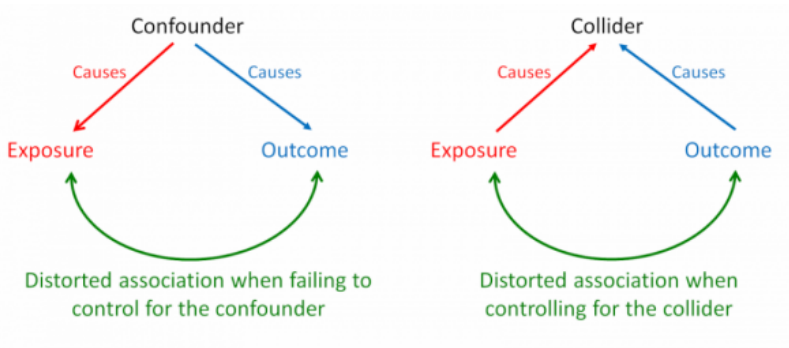 Confounder
Causes
Causes
Exposure
Outcome
Distorted association when failing to
control for the confounder
Collider
Causes
Causes
Exposure
Outcome
Distorted association when
controlling for the collider